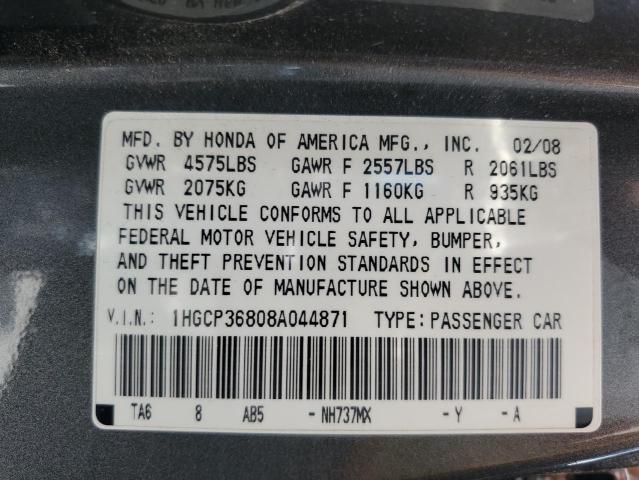 MFD. BY HONDA OF AMERICA MFG., INC. 02/08
GVWR 4575LBS GAWR F 2557LBS R 2061LBS
GVWR 2075KG GAWR F 1160KG R 935KG
THIS VEHICLE CONFORMS TO ALL APPLICABLE
FEDERAL MOTOR VEHICLE SAFETY, BUMPER,
AND THEFT PREVENTION STANDARDS IN EFFECT
ON THE DATE OF MANUFACTURE SHOWN ABOVE.
V.I.N.: 1HGCP36808A044871 TYPE: PASSENGER CAR
TA6 8 AB5 -NH737MX -Y -A